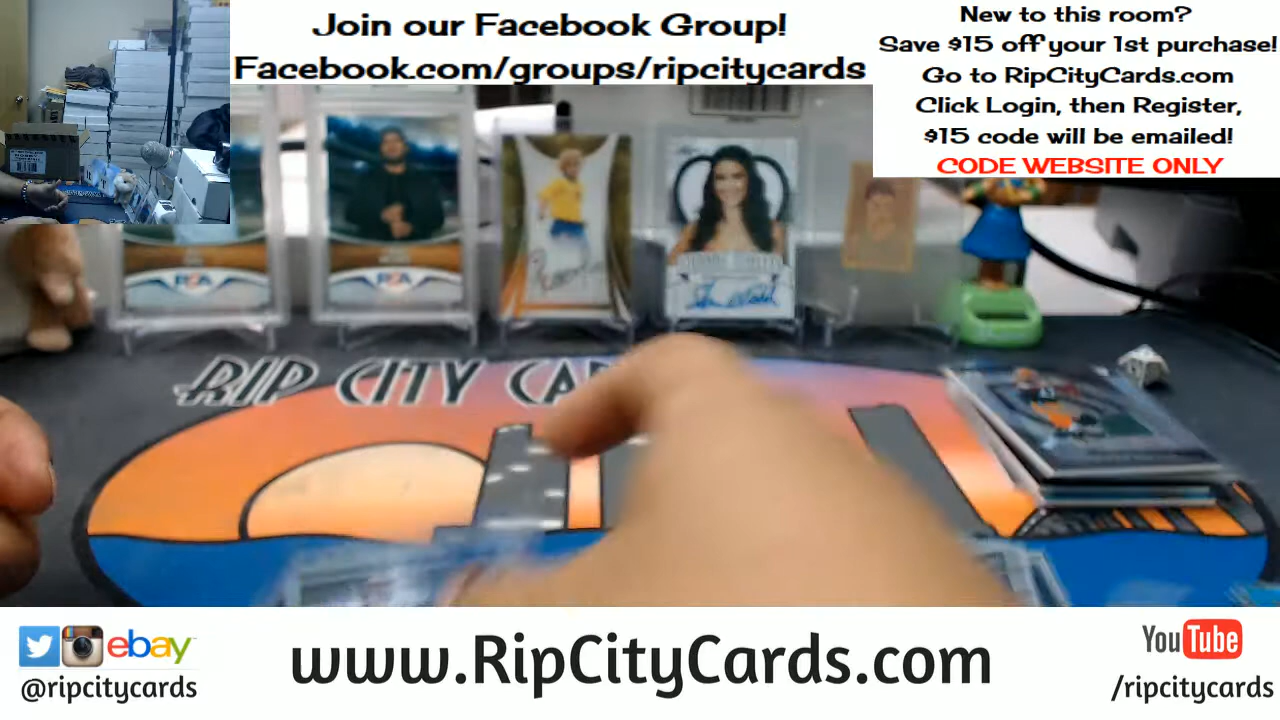 Join our Facebook Group!
Facebook.com/groups/ripcitycards
New to this room?
Save $15 off your 1st purchase!
Go to RipCityCards.com
Click Login, then Register,
$15 code will be emailed!
CODE WEBSITE ONLY
RIP CITY CA
ebay
@ripcitycards
www.RipCityCards.com
YouTube
/ripcitycards